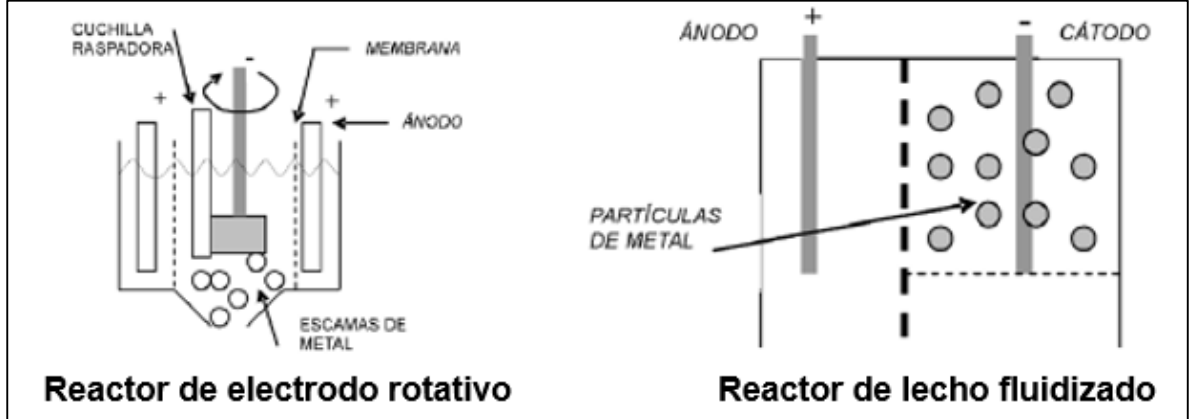 CUCHILLA
RASPADORA
MEMBRANA
-
+
+
ÁNODO
ESCAMAS DE
METAL
Reactor de electrodo rotativo
+
-
ÁNODO
CÁTODO
PARTÍCULAS
DE METAL
Reactor de lecho fluidizado